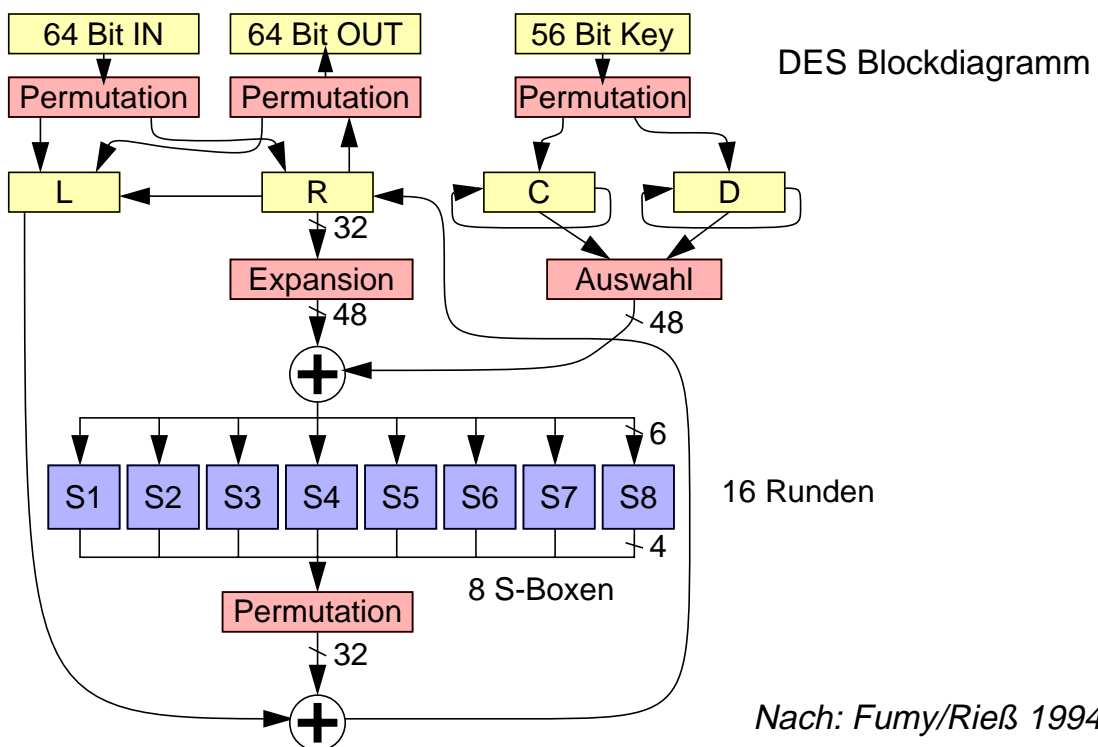 64 Bit IN
64 Bit OUT
56 Bit Key
DES Blockdiagramm
Permutation
Permutation
Permutation
L
R
C
D
32
Expansion
Auswahl
48
48
6
S1
S2
S3
S4
S5
S6
S7
S8
16 Runden
4
8 S-Boxen
Permutation
32
Nach: Fumy/Rieß 1994